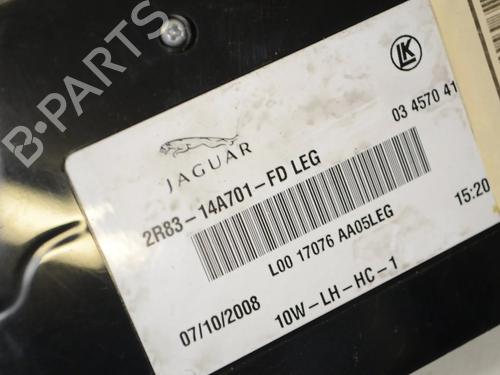 B-PARTS
LK
03 4570 41
JAGUAR
2R83-14A701-FD LEG
L00 17076 AA05LEG
15:20
07/10/2008
10W-LH-HC-1